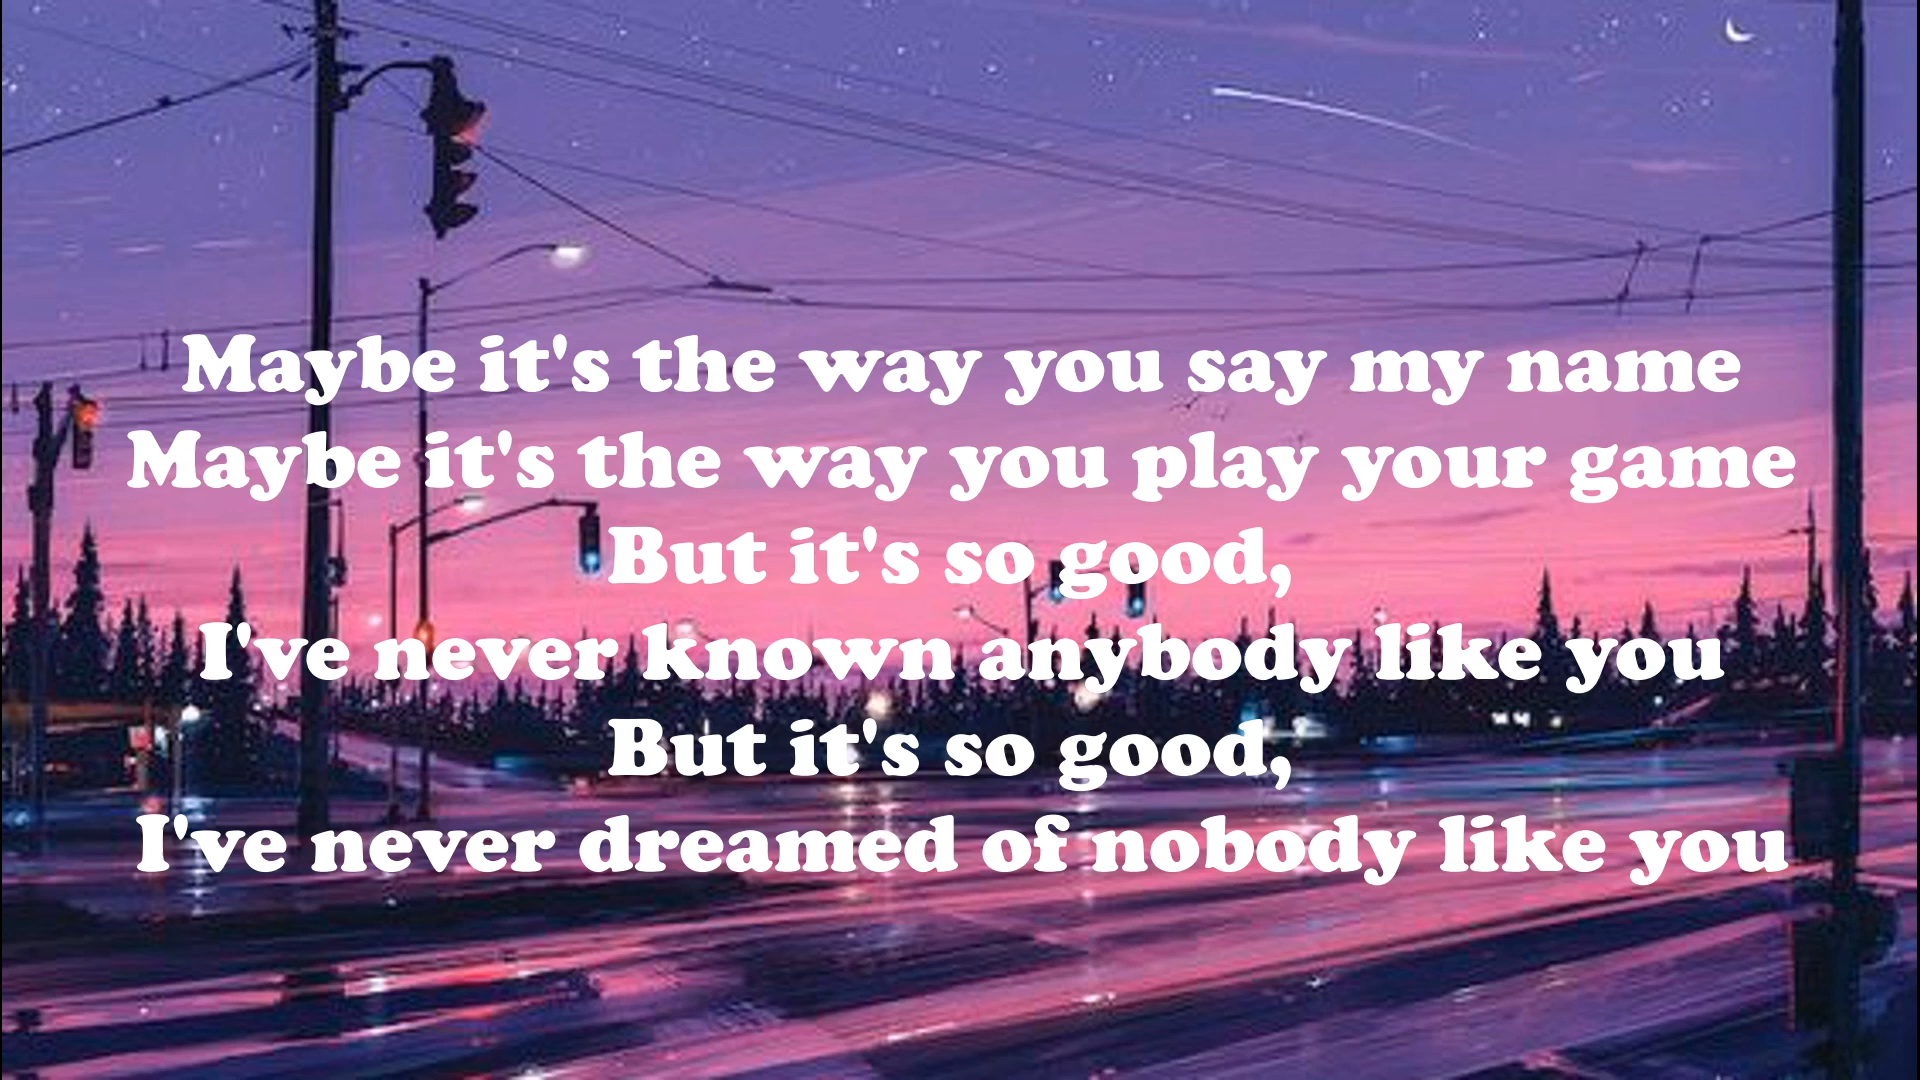 Maybe it's the way you say my name
Maybe it's the way you play your game
But it's so good,
I've never known anybody like you
But it's so good,
I've never dreamed of nobody like you